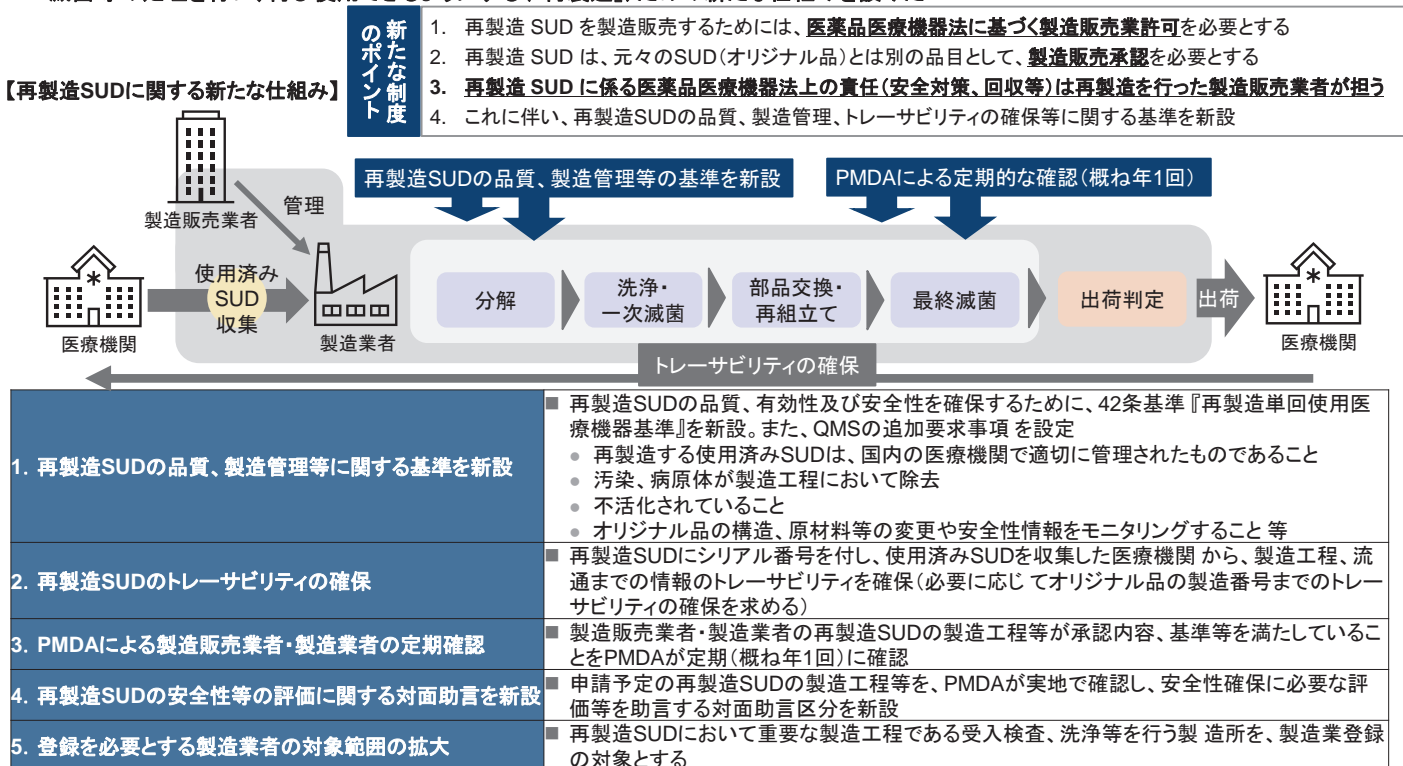 新たな制度
のポイント
1. 再製造 SUD を製造販売するためには、医薬品医療機器法に基づく製造販売業許可を必要とする
2. 再製造 SUD は、元々のSUD(オリジナル品)とは別の品目として、製造販売承認を必要とする
3. 再製造 SUD に係る医薬品医療機器法上の責任(安全対策、回収等)は再製造を行った製造販売業者が担う
4. これに伴い、再製造SUDの品質、製造管理、トレーサビリティの確保等に関する基準を新設
【再製造SUDに関する新たな仕組み】
再製造SUDの品質、製造管理等の基準を新設
PMDAによる定期的な確認(概ね年1回)
製造販売業者
管理
医療機関
使用済み
SUD
収集
製造業者
分解
洗浄・
一次滅菌
部品交換・
再組立て
最終滅菌
出荷判定
出荷
医療機関
トレーサビリティの確保
1. 再製造SUDの品質、製造管理等に関する基準を新設
■ 再製造SUDの品質、有効性及び安全性を確保するために、42条基準『再製造単回使用医
療機器基準』を新設。また、QMSの追加要求事項 を設定
● 再製造する使用済みSUDは、国内の医療機関で適切に管理されたものであること
● 汚染、病原体が製造工程において除去
● 不活化されていること
● オリジナル品の構造、原材料等の変更や安全性情報をモニタリングすること 等
2. 再製造SUDのトレーサビリティの確保
■ 再製造SUDにシリアル番号を付し、使用済みSUDを収集した医療機関 から、製造工程、流
通までの情報のトレーサビリティを確保(必要に応じ てオリジナル品の製造番号までのトレー
サビリティの確保を求める)
3. PMDAによる製造販売業者・製造業者の定期確認
■ 製造販売業者・製造業者の再製造SUDの製造工程等が承認内容、基準等を満たしているこ
とをPMDAが定期(概ね年1回)に確認
4. 再製造SUDの安全性等の評価に関する対面助言を新設
■ 申請予定の再製造SUDの製造工程等を、PMDAが実地で確認し、安全性確保に必要な評
価等を助言する対面助言区分を新設
5. 登録を必要とする製造業者の対象範囲の拡大
■ 再製造SUDにおいて重要な製造工程である受入検査、洗浄等を行う製 造所を、製造業登録
の対象とする